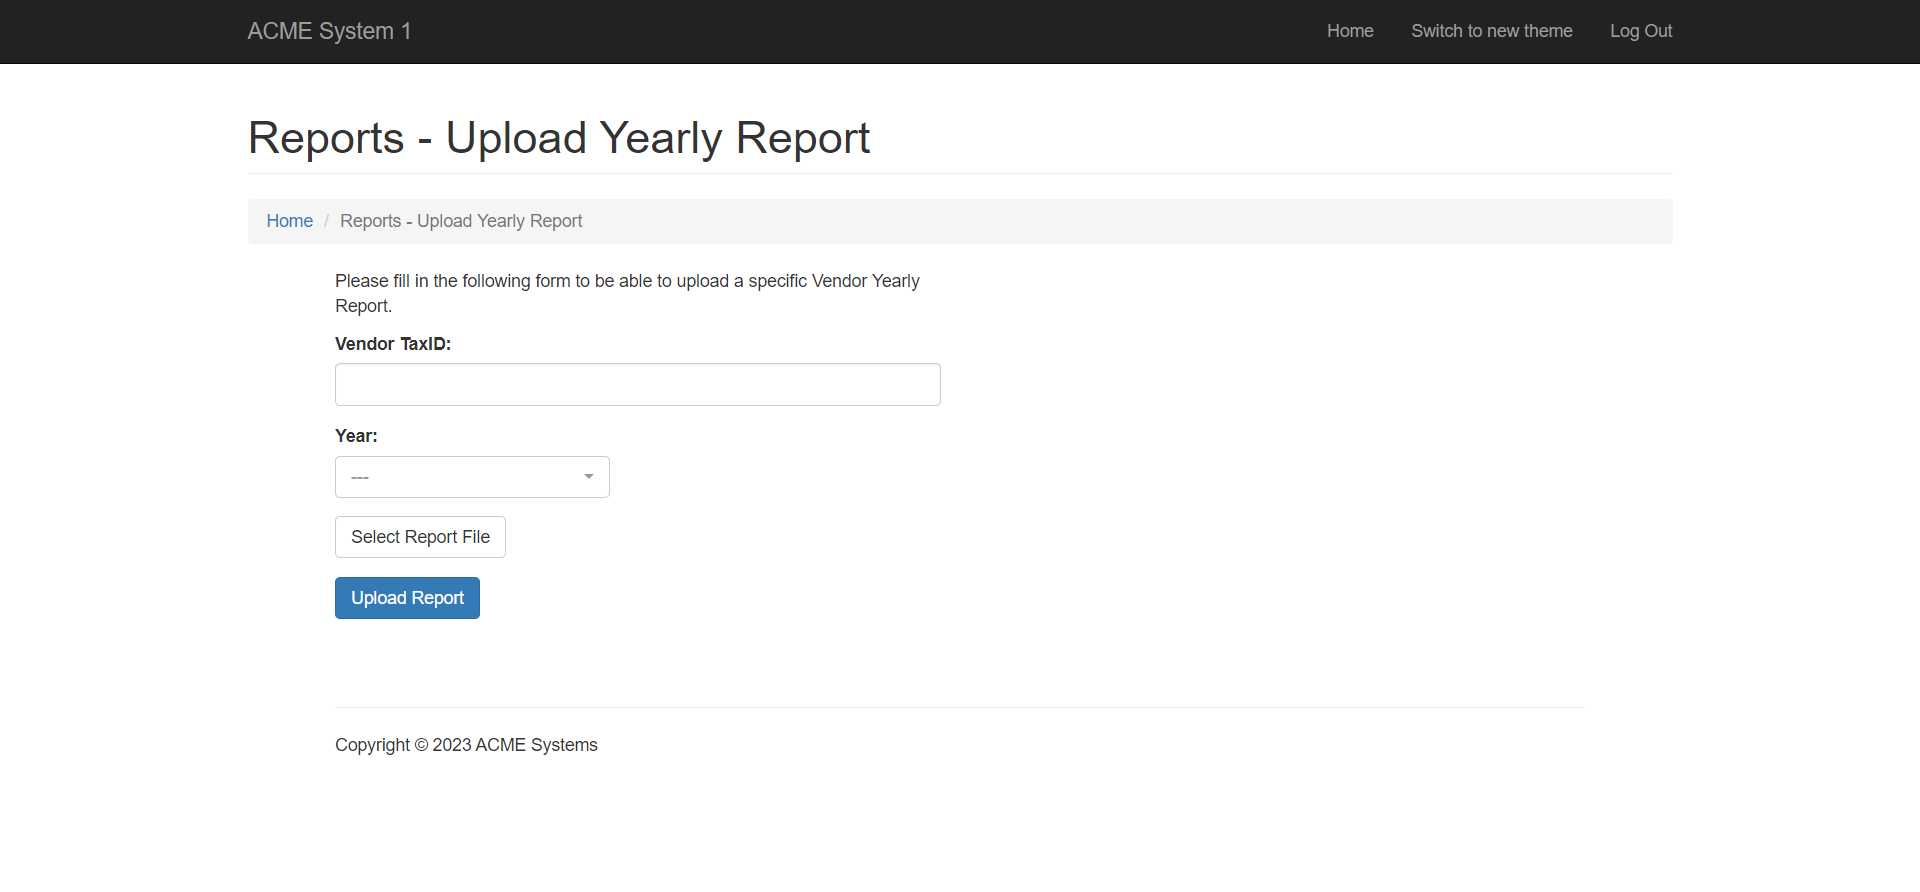 ACME System 1
Home
Switch to new theme
Log Out
Reports - Upload Yearly Report
Home / Reports - Upload Yearly Report
Please fill in the following form to be able to upload a specific Vendor Yearly
Report.
Vendor TaxID:
Year:
---
Select Report File
Upload Report
Copyright © 2023 ACME Systems